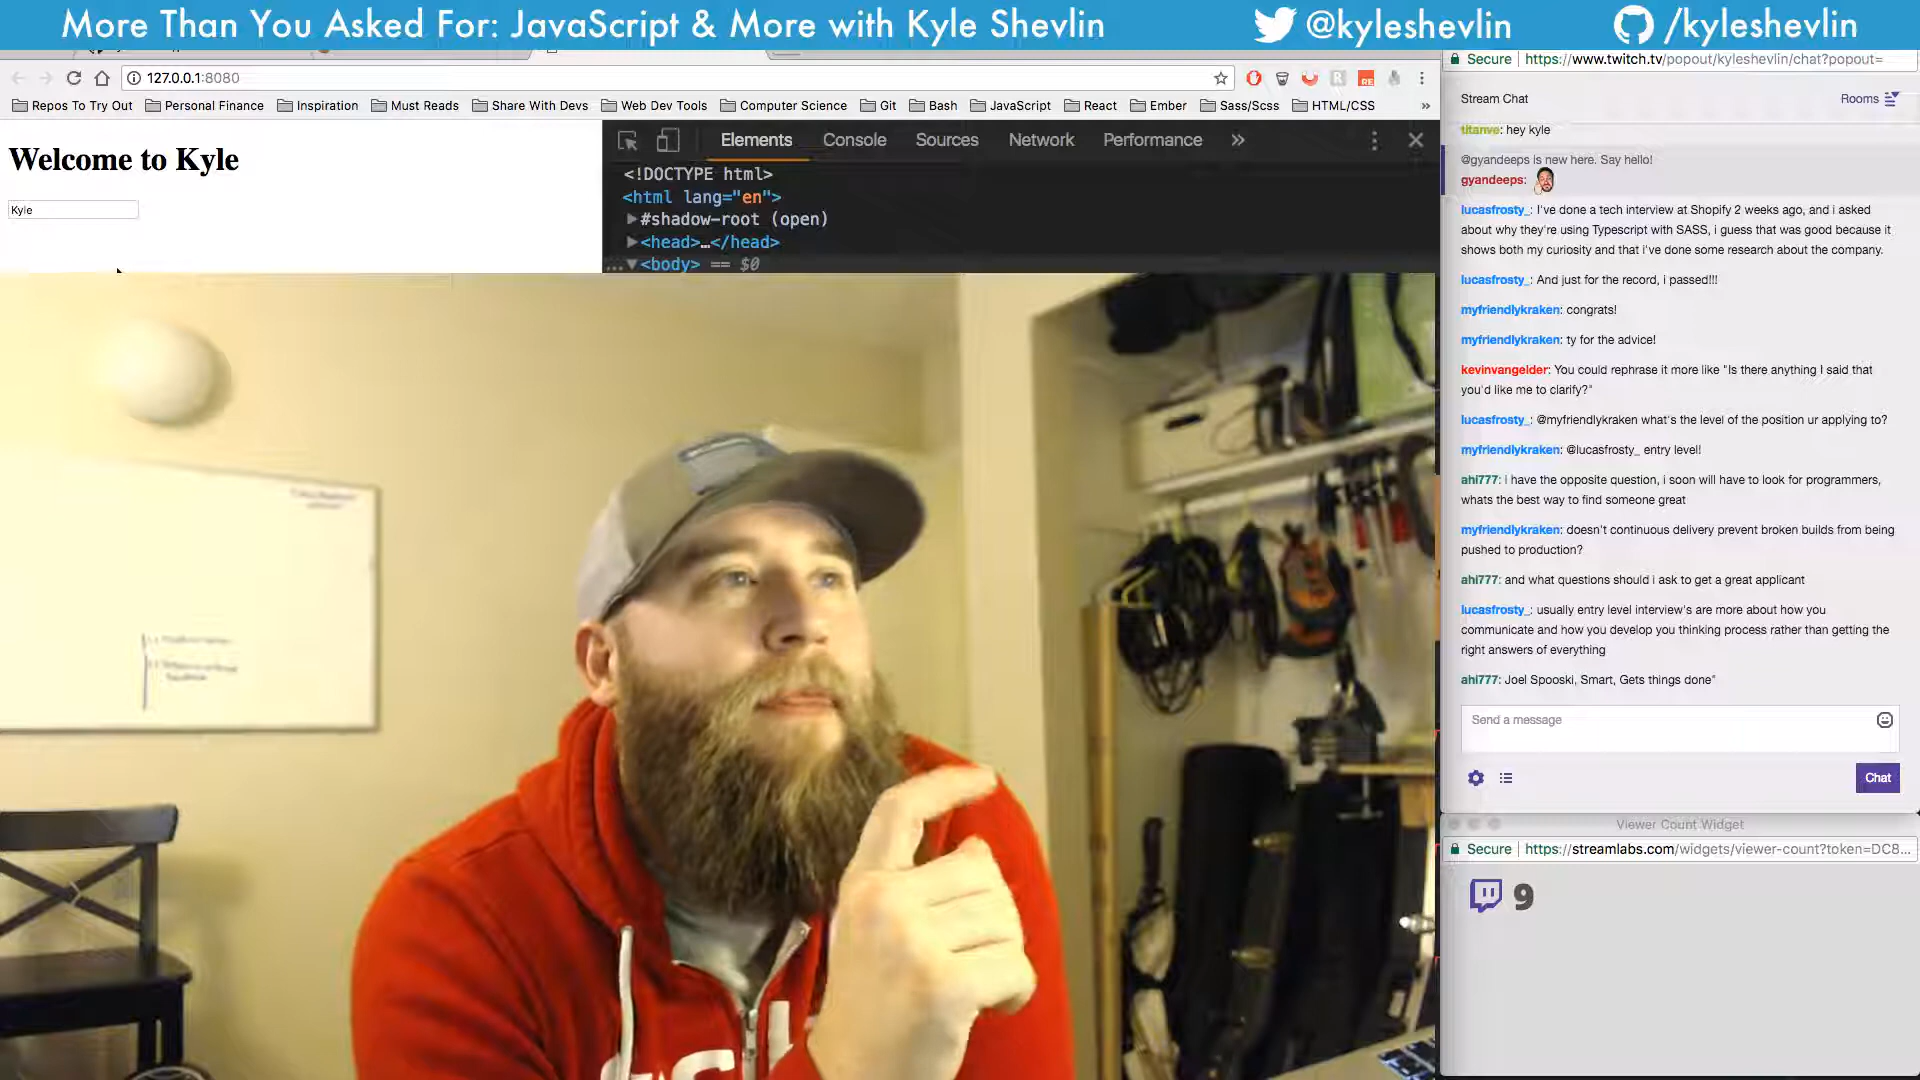 More Than You Asked For: JavaScript & More with Kyle Shevlin
@kyleshevlin
/kyleshevlin
127.0.0.1:8080
Repos To Try Out
Personal Finance
Inspiration
Must Reads
Share With Devs
Web Dev Tools
Computer Science
Git
Bash
JavaScript
React
Ember
Sass/Scss
HTML/CSS
»
Welcome to Kyle
Kyle
Elements
Console
Sources
Network
Performance
»
<!DOCTYPE html>
<html lang="en">
#shadow-root (open)
<head>…</head>
<body> == $0
Secure
https://www.twitch.tv/popout/kyleshevlin/chat?popout=
Stream Chat
Rooms
titanve: hey kyle
@gyandeeps is new here. Say hello!
gyandeeps:
lucasfrosty_: I've done a tech interview at Shopify 2 weeks ago, and i asked
about why they're using Typescript with SASS, i guess that was good because it
shows both my curiosity and that i've done some research about the company.
lucasfrosty_: And just for the record, i passed!!!
myfriendlykraken: congrats!
myfriendlykraken: ty for the advice!
kevinvangelder: You could rephrase it more like "Is there anything I said that
you'd like me to clarify?"
lucasfrosty_: @myfriendlykraken what's the level of the position ur applying to?
myfriendlykraken: @lucasfrosty_ entry level!
ahi777: i have the opposite question, i soon will have to look for programmers,
whats the best way to find someone great
myfriendlykraken: doesn't continuous delivery prevent broken builds from being
pushed to production?
ahi777: and what questions should i ask to get a great applicant
lucasfrosty_: usually entry level interview's are more about how you
communicate and how you develop you thinking process rather than getting the
right answers of everything
ahi777: Joel Spooski, Smart, Gets things done"
Send a message
Chat
Viewer Count Widget
Secure
https://streamlabs.com/widgets/viewer-count?token=DC8...
9